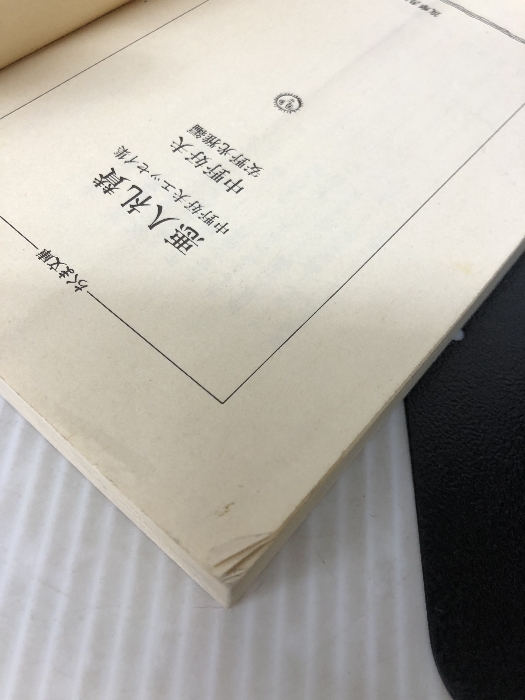 ちくま文庫
悪人礼賛
中野好夫エッセイ集
中野好夫
安野光雅編